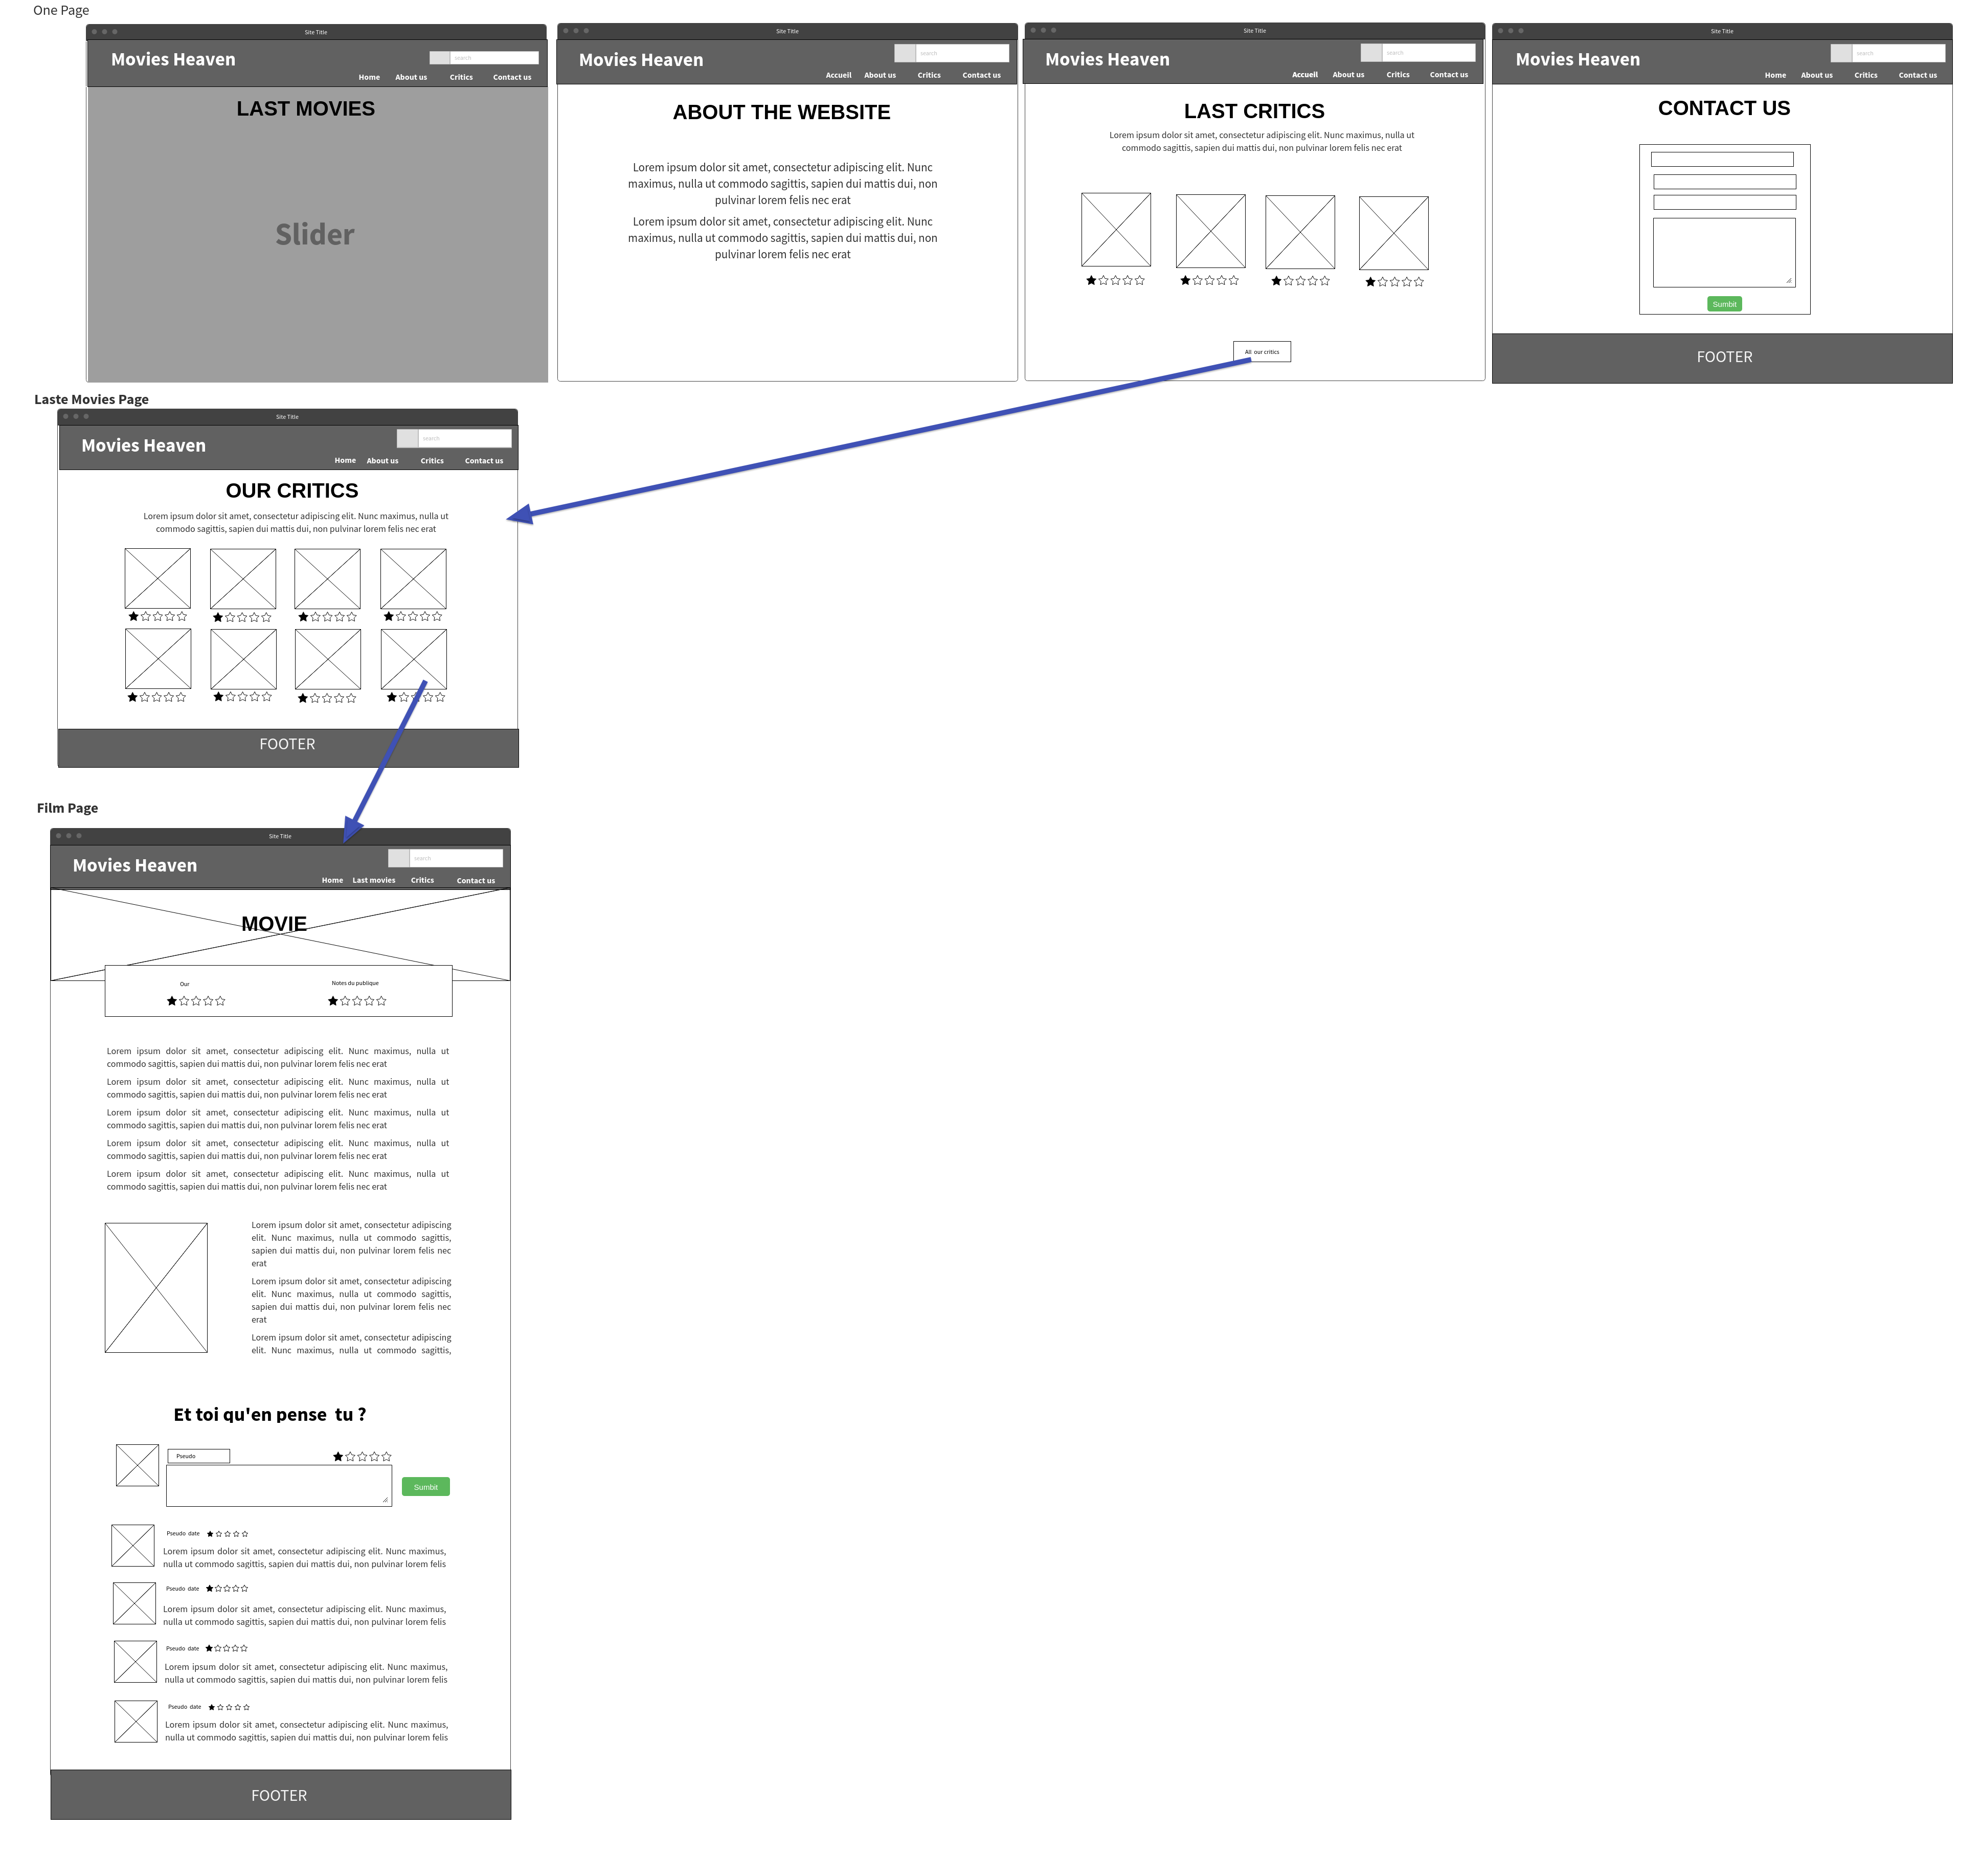 One Page
Site Title
Movies Heaven
search
Home About us Critics Contact us
LAST MOVIES
Slider
Site Title
Movies Heaven
search
Accueil About us Critics Contact us
ABOUT THE WEBSITE
Lorem ipsum dolor sit amet, consectetur adipiscing elit. Nunc
maximus, nulla ut commodo sagittis, sapien dui mattis dui, non
pulvinar lorem felis nec erat
Lorem ipsum dolor sit amet, consectetur adipiscing elit. Nunc
maximus, nulla ut commodo sagittis, sapien dui mattis dui, non
pulvinar lorem felis nec erat
Site Title
Movies Heaven
search
Accueil About us Critics Contact us
LAST CRITICS
Lorem ipsum dolor sit amet, consectetur adipiscing elit. Nunc maximus, nulla ut
commodo sagittis, sapien dui mattis dui, non pulvinar lorem felis nec erat
All our critics
Site Title
Movies Heaven
search
Home About us Critics Contact us
CONTACT US
Sumbit
FOOTER
Laste Movies Page
Site Title
Movies Heaven
search
Home About us Critics Contact us
OUR CRITICS
Lorem ipsum dolor sit amet, consectetur adipiscing elit. Nunc maximus, nulla ut
commodo sagittis, sapien dui mattis dui, non pulvinar lorem felis nec erat
FOOTER
Film Page
Site Title
Movies Heaven
search
Home Last movies Critics Contact us
MOVIE
Our Notes du publique
Lorem ipsum dolor sit amet, consectetur adipiscing elit. Nunc maximus, nulla ut
commodo sagittis, sapien dui mattis dui, non pulvinar lorem felis nec erat
Lorem ipsum dolor sit amet, consectetur adipiscing elit. Nunc maximus, nulla ut
commodo sagittis, sapien dui mattis dui, non pulvinar lorem felis nec erat
Lorem ipsum dolor sit amet, consectetur adipiscing elit. Nunc maximus, nulla ut
commodo sagittis, sapien dui mattis dui, non pulvinar lorem felis nec erat
Lorem ipsum dolor sit amet, consectetur adipiscing elit. Nunc maximus, nulla ut
commodo sagittis, sapien dui mattis dui, non pulvinar lorem felis nec erat
Lorem ipsum dolor sit amet, consectetur adipiscing elit. Nunc maximus, nulla ut
commodo sagittis, sapien dui mattis dui, non pulvinar lorem felis nec erat
Lorem ipsum dolor sit amet, consectetur adipiscing
elit. Nunc maximus, nulla ut commodo sagittis,
sapien dui mattis dui, non pulvinar lorem felis nec
erat
Lorem ipsum dolor sit amet, consectetur adipiscing
elit. Nunc maximus, nulla ut commodo sagittis,
sapien dui mattis dui, non pulvinar lorem felis nec
erat
Lorem ipsum dolor sit amet, consectetur adipiscing
elit. Nunc maximus, nulla ut commodo sagittis,
Et toi qu'en pense tu ?
Pseudo
Sumbit
Pseudo date
Lorem ipsum dolor sit amet, consectetur adipiscing elit. Nunc maximus,
nulla ut commodo sagittis, sapien dui mattis dui, non pulvinar lorem felis
Pseudo date
Lorem ipsum dolor sit amet, consectetur adipiscing elit. Nunc maximus,
nulla ut commodo sagittis, sapien dui mattis dui, non pulvinar lorem felis
Pseudo date
Lorem ipsum dolor sit amet, consectetur adipiscing elit. Nunc maximus,
nulla ut commodo sagittis, sapien dui mattis dui, non pulvinar lorem felis
Pseudo date
Lorem ipsum dolor sit amet, consectetur adipiscing elit. Nunc maximus,
nulla ut commodo sagittis, sapien dui mattis dui, non pulvinar lorem felis
FOOTER